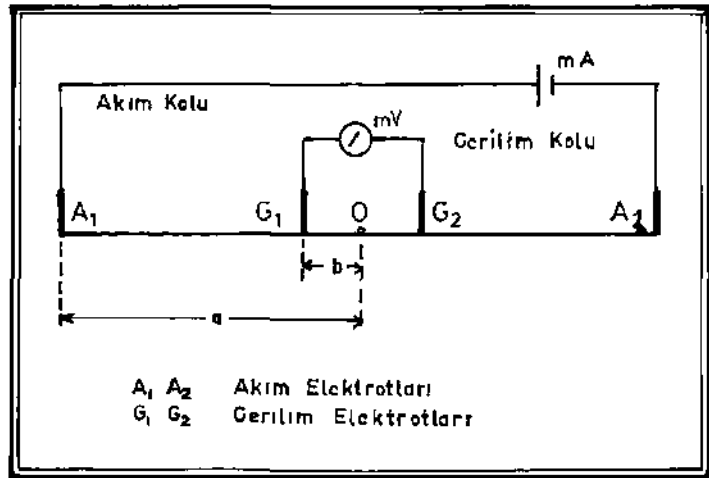 mA
Akım Kolu
mV
Gerilim Kolu
A₁ G₁ O G₂ A₂
b
a
A₁ A₂ Akım Elektrotları
G₁ G₂ Gerilim Elektrotları